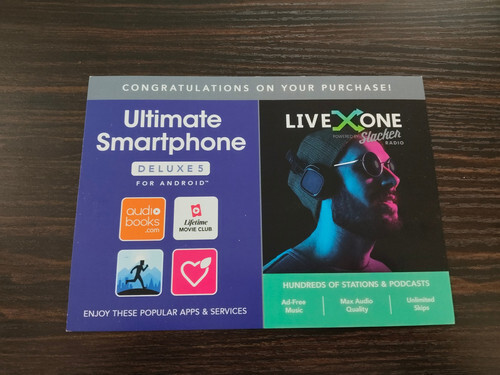 CONGRATULATIONS ON YOUR PURCHASE!
Ultimate
Smartphone
DELUXE 5
FOR ANDROID™
audio
books
.com
Lifetime
MOVIE CLUB
ENJOY THESE POPULAR APPS & SERVICES
LIVEXONE
POWERED BY Slacker
RADIO
HUNDREDS OF STATIONS & PODCASTS
Ad-Free
Music
Max Audio
Quality
Unlimited
Skips